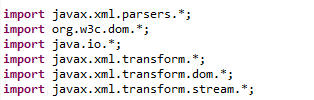 import javax.xml.parsers.*;
import org.w3c.dom.*;
import java.io.*;
import javax.xml.transform.*;
import javax.xml.transform.dom.*;
import javax.xml.transform.stream.*;